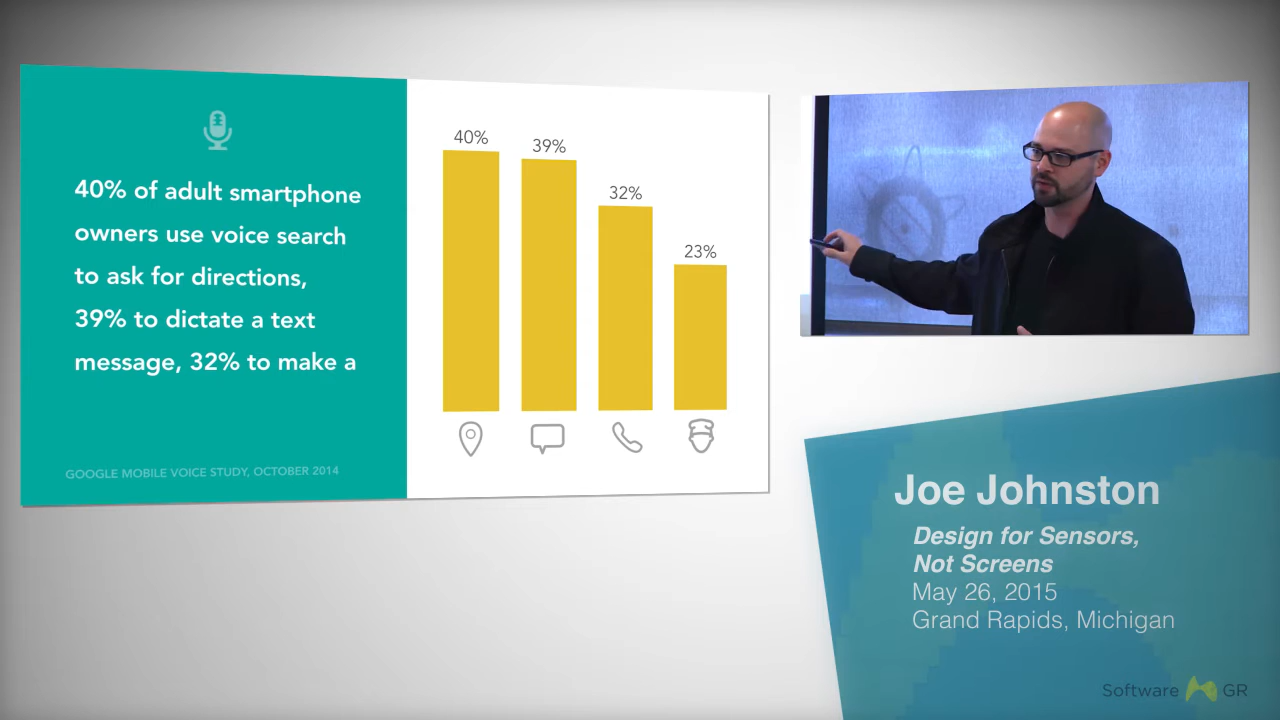 40% of adult smartphone
owners use voice search
to ask for directions,
39% to dictate a text
message, 32% to make a
GOOGLE MOBILE VOICE STUDY, OCTOBER 2014
40%
39%
32%
23%
Joe Johnston
Design for Sensors,
Not Screens
May 26, 2015
Grand Rapids, Michigan
Software GR